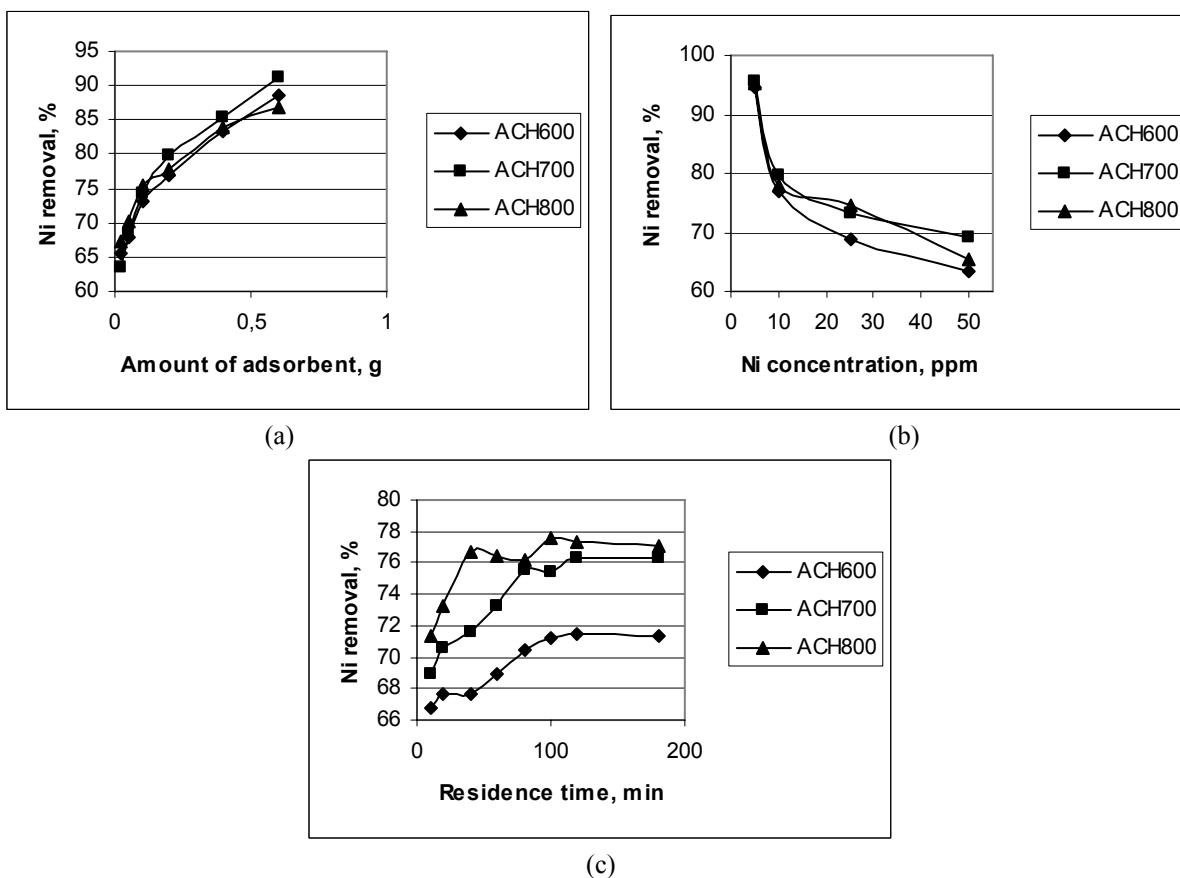 95
90
85
80
75
70
65
60
Ni removal, %
0
0,5
1
Amount of adsorbent, g
ACH600
ACH700
ACH800
(a)
100
90
80
70
60
Ni removal, %
0
10
20
30
40
50
Ni concentration, ppm
ACH600
ACH700
ACH800
(b)
80
78
76
74
72
70
68
66
Ni removal, %
0
100
200
Residence time, min
ACH600
ACH700
ACH800
(c)